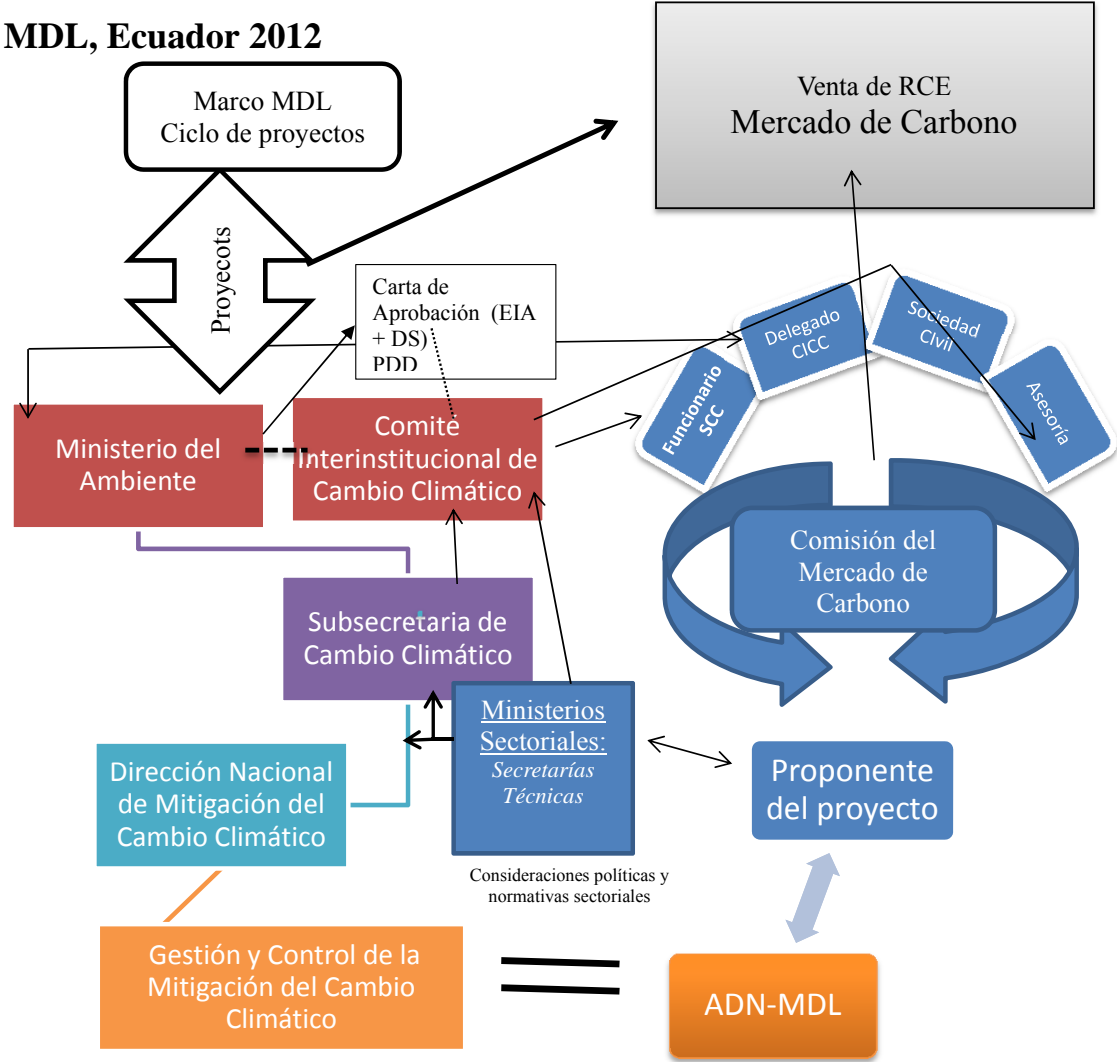 MDL, Ecuador 2012
Marco MDL
Ciclo de proyectos
Venta de RCE
Mercado de Carbono
Proyecots
Carta de
Aprobación (EIA
+ DS)
PDD
Funcionario
SCC
Delegado
CICC
Sociedad
CIvil
Asesoría
Ministerio del
Ambiente
Comité
Interinstitucional de
Cambio Climático
Comisión del
Mercado de
Carbono
Subsecretaria de
Cambio Climático
Ministerios
Sectoriales:
Secretarías
Técnicas
Dirección Nacional
de Mitigación del
Cambio Climático
Proponente
del proyecto
Consideraciones políticas y
normativas sectoriales
Gestión y Control de la
Mitigación del Cambio
Climático
ADN-MDL